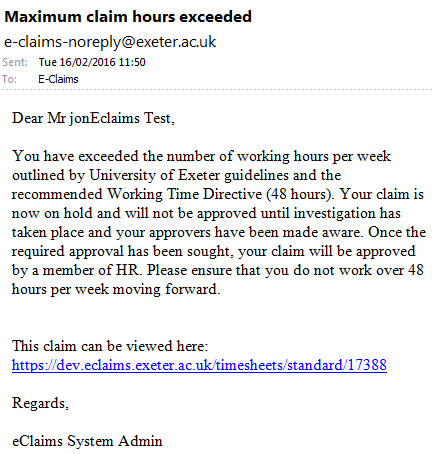 Maximum claim hours exceeded
e-claims-noreply@exeter.ac.uk
Sent: Tue 16/02/2016 11:50
To: E-Claims
Dear Mr jonEclaims Test,
You have exceeded the number of working hours per week
outlined by University of Exeter guidelines and the
recommended Working Time Directive (48 hours). Your claim is
now on hold and will not be approved until investigation has
taken place and your approvers have been made aware. Once the
required approval has been sought, your claim will be approved
by a member of HR. Please ensure that you do not work over 48
hours per week moving forward.
This claim can be viewed here:
https://dev.eclaims.exeter.ac.uk/timesheets/standard/17388
Regards,
eClaims System Admin